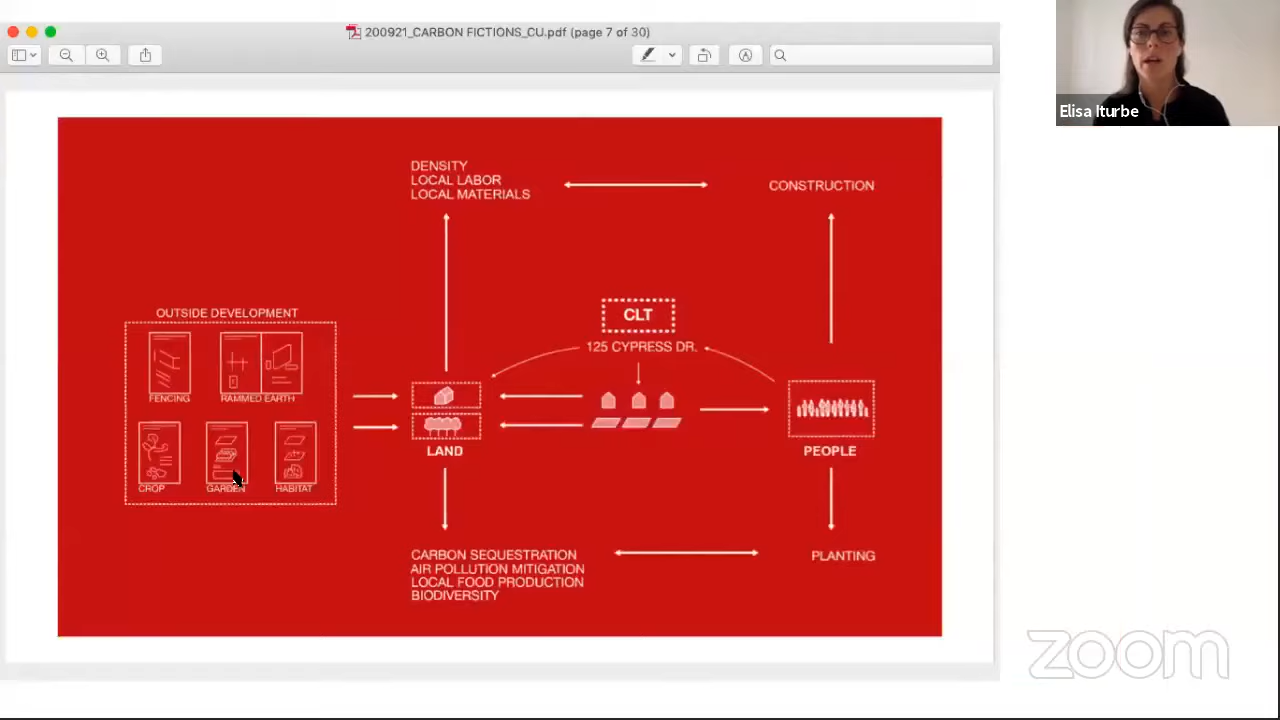 200921_CARBON FICTIONS_CU.pdf (page 7 of 30)
Elisa Iturbe
DENSITY
LOCAL LABOR
LOCAL MATERIALS
CONSTRUCTION
OUTSIDE DEVELOPMENT
CLT
125 CYPRESS DR.
FENCING
RAMMED EARTH
LAND
PEOPLE
CROP
GARDEN
HABITAT
CARBON SEQUESTRATION
AIR POLLUTION MITIGATION
LOCAL FOOD PRODUCTION
BIODIVERSITY
PLANTING
zoom